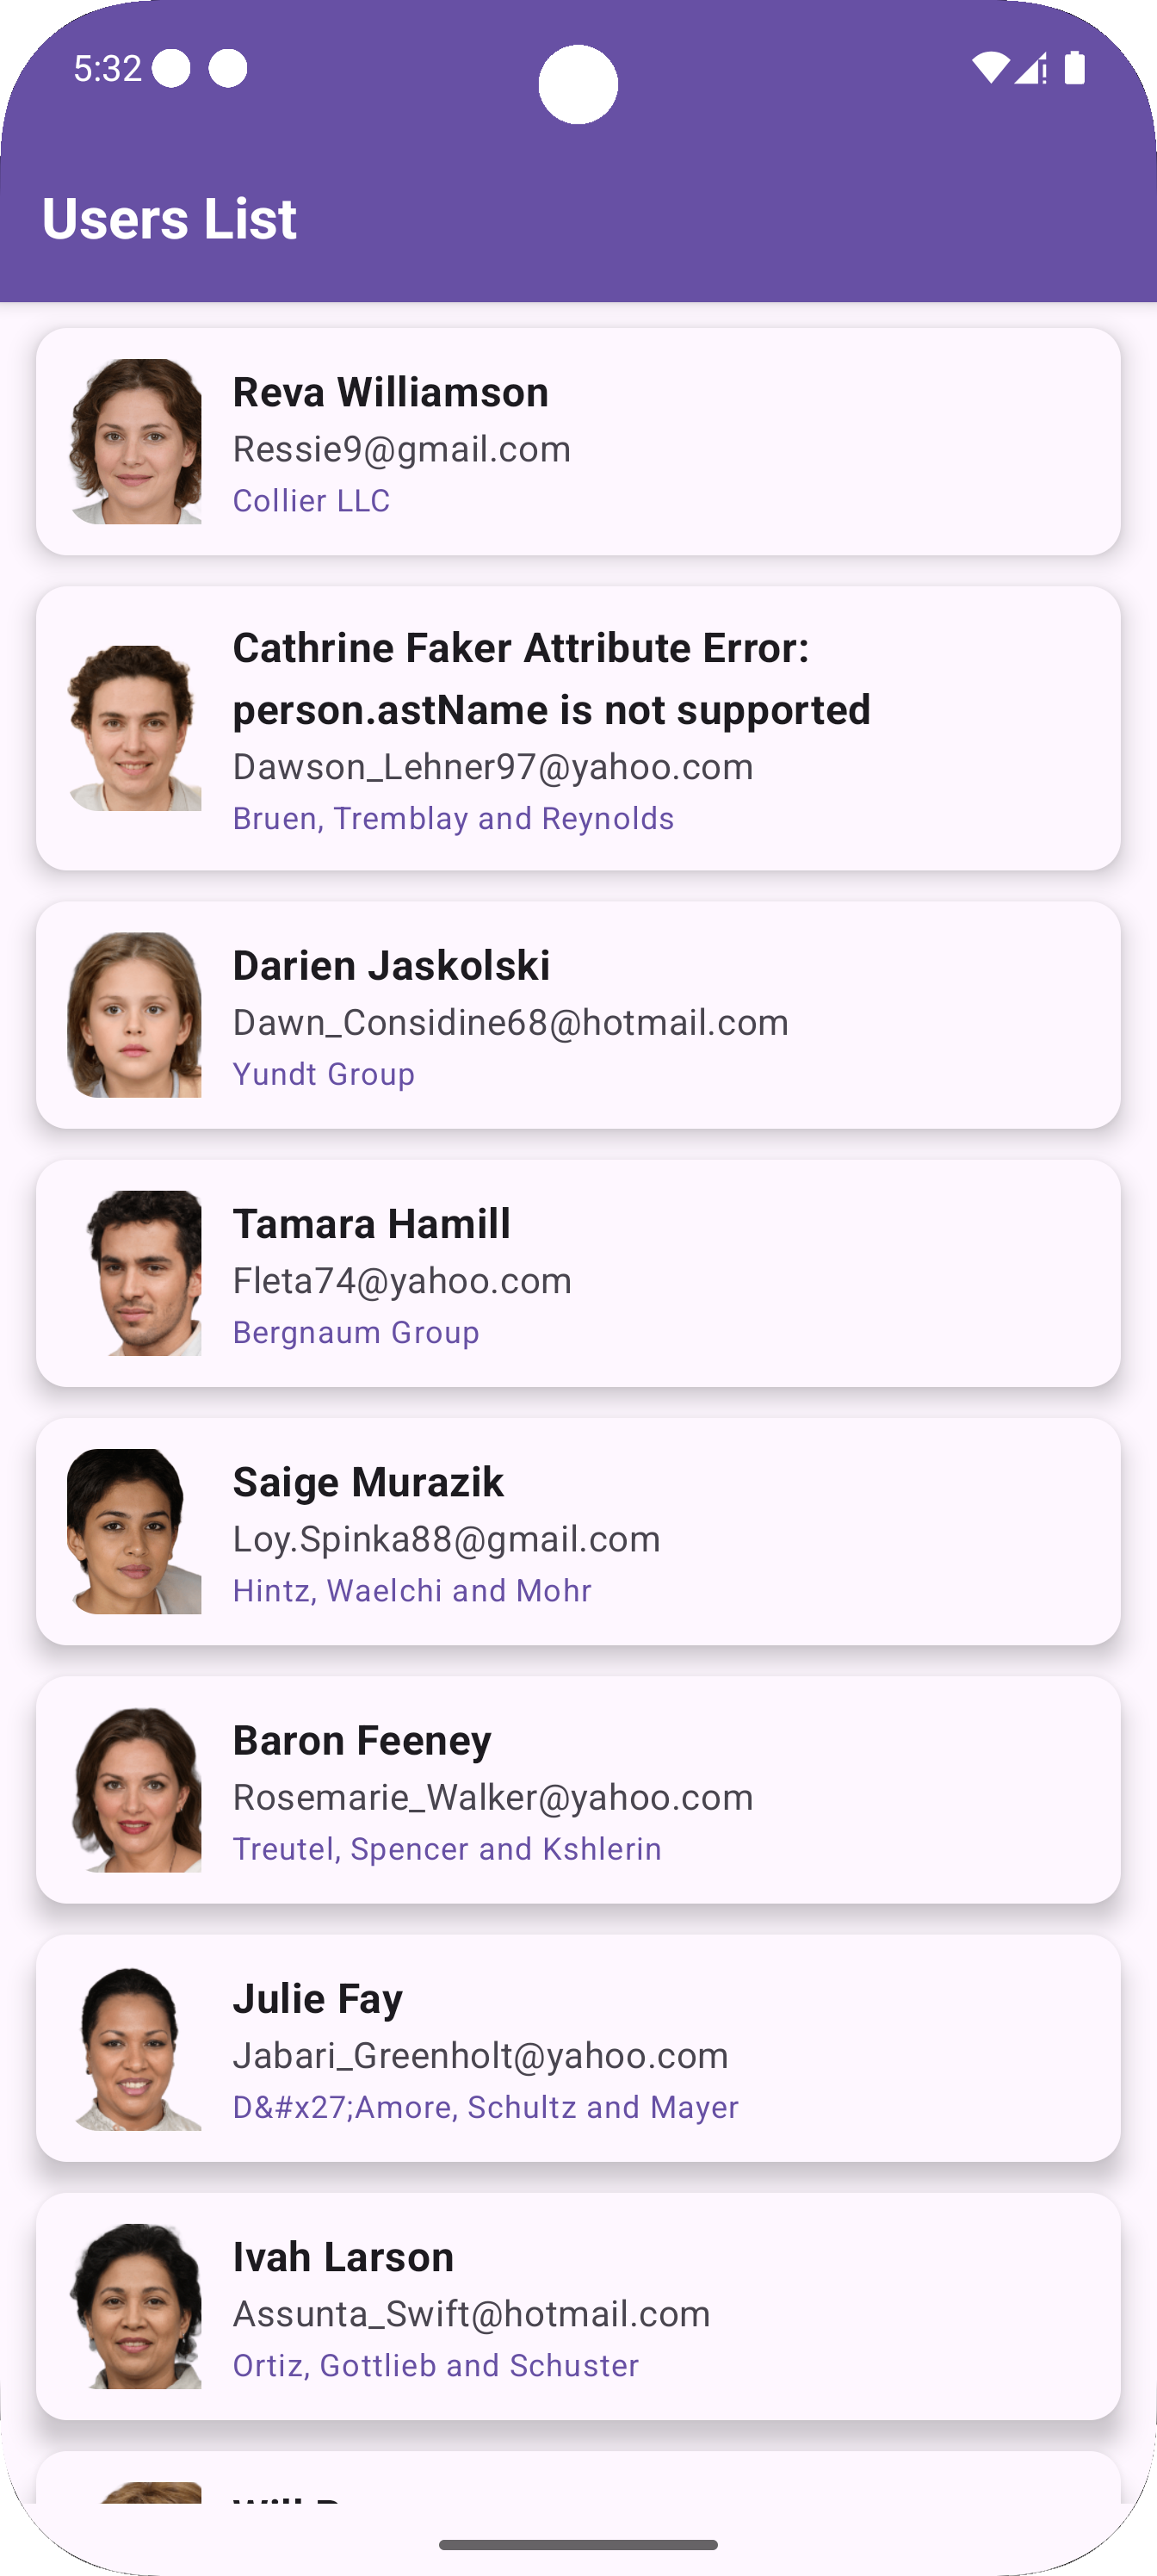 5:32
Users List
Reva Williamson
Ressie9@gmail.com
Collier LLC
Cathrine Faker Attribute Error:
person.astName is not supported
Dawson_Lehner97@yahoo.com
Bruen, Tremblay and Reynolds
Darien Jaskolski
Dawn_Considine68@hotmail.com
Yundt Group
Tamara Hamill
Fleta74@yahoo.com
Bergnaum Group
Saige Murazik
Loy.Spinka88@gmail.com
Hintz, Waelchi and Mohr
Baron Feeney
Rosemarie_Walker@yahoo.com
Treutel, Spencer and Kshlerin
Julie Fay
Jabari_Greenholt@yahoo.com
D&#x27;Amore, Schultz and Mayer
Ivah Larson
Assunta_Swift@hotmail.com
Ortiz, Gottlieb and Schuster